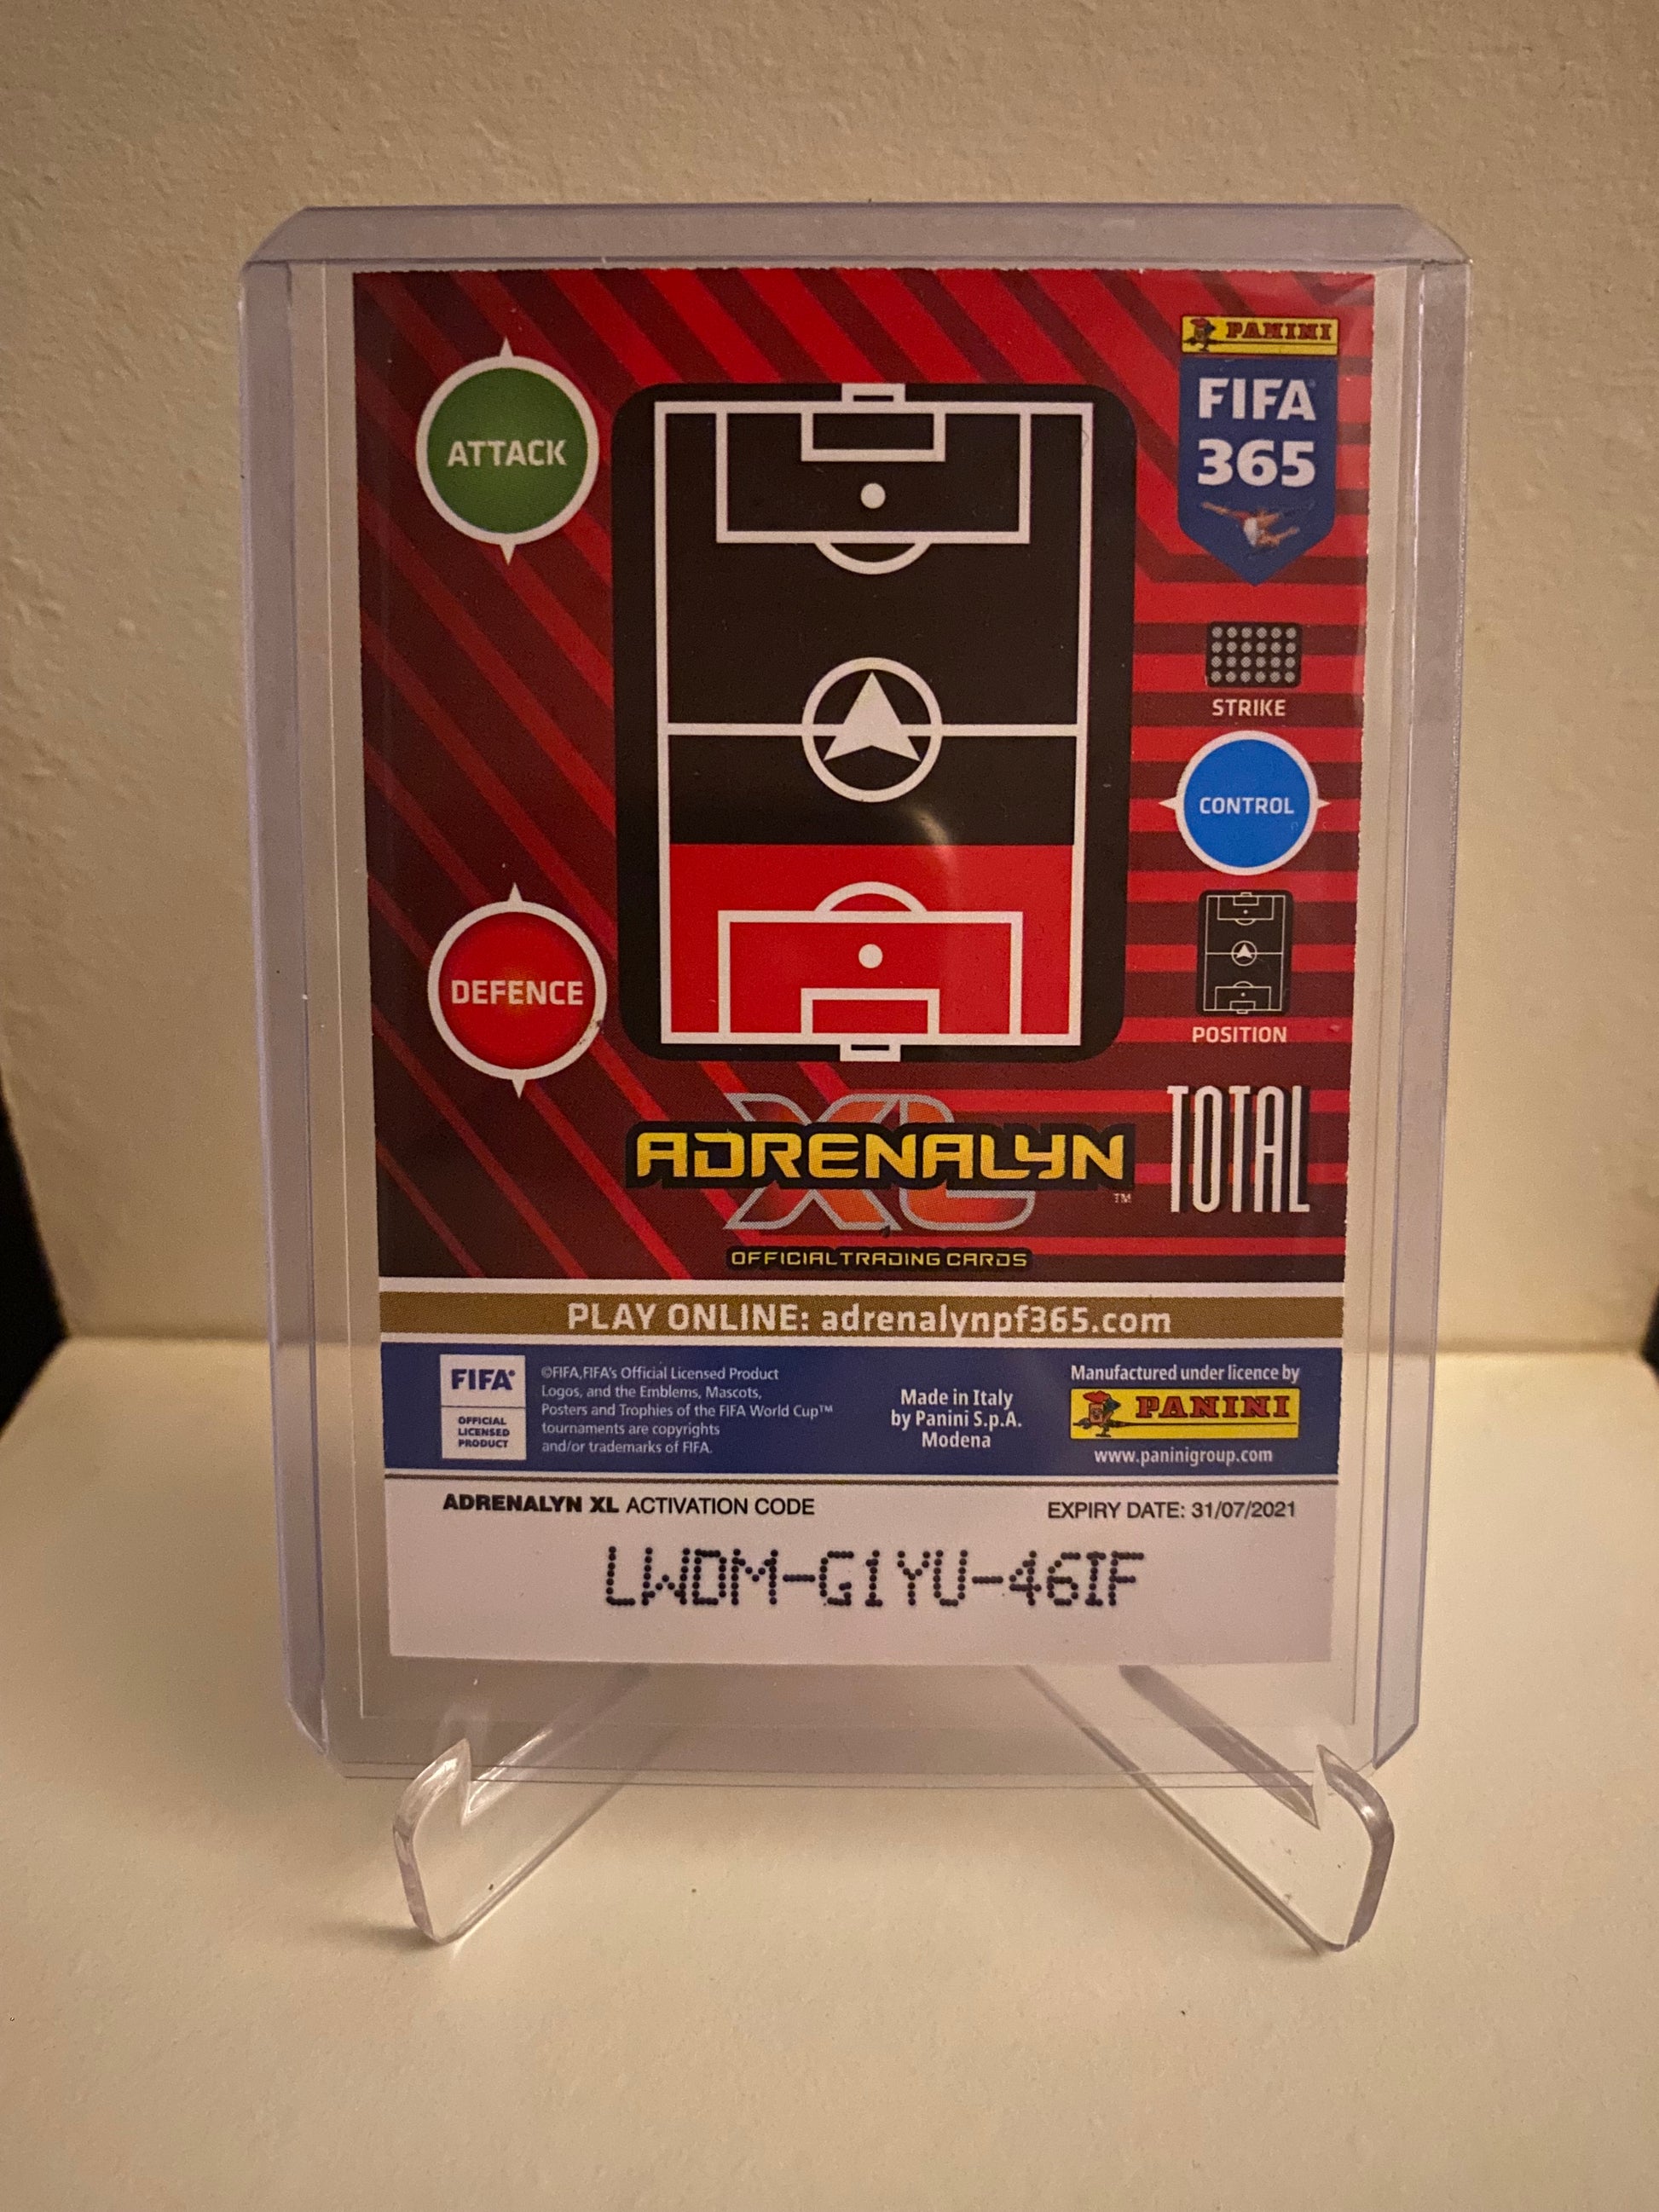 PANINI
FIFA
365
ATTACK
STRIKE
CONTROL
DEFENCE
POSITION
XL
ADRENALYN
TM
TOTAL
OFFICIAL TRADING CARDS
PLAY ONLINE: adrenalynpf365.com
FIFA®
OFFICIAL
LICENSED
PRODUCT
©FIFA,FIFA's Official Licensed Product
Logos, and the Emblems, Mascots,
Posters and Trophies of the FIFA World Cup™
tournaments are copyrights
and/or trademarks of FIFA.
Made in Italy
by Panini S.p.A.
Modena
Manufactured under licence by
PANINI
www.paninigroup.com
ADRENALYN XL ACTIVATION CODE
EXPIRY DATE: 31/07/2021
LWDM-G1YU-46IF